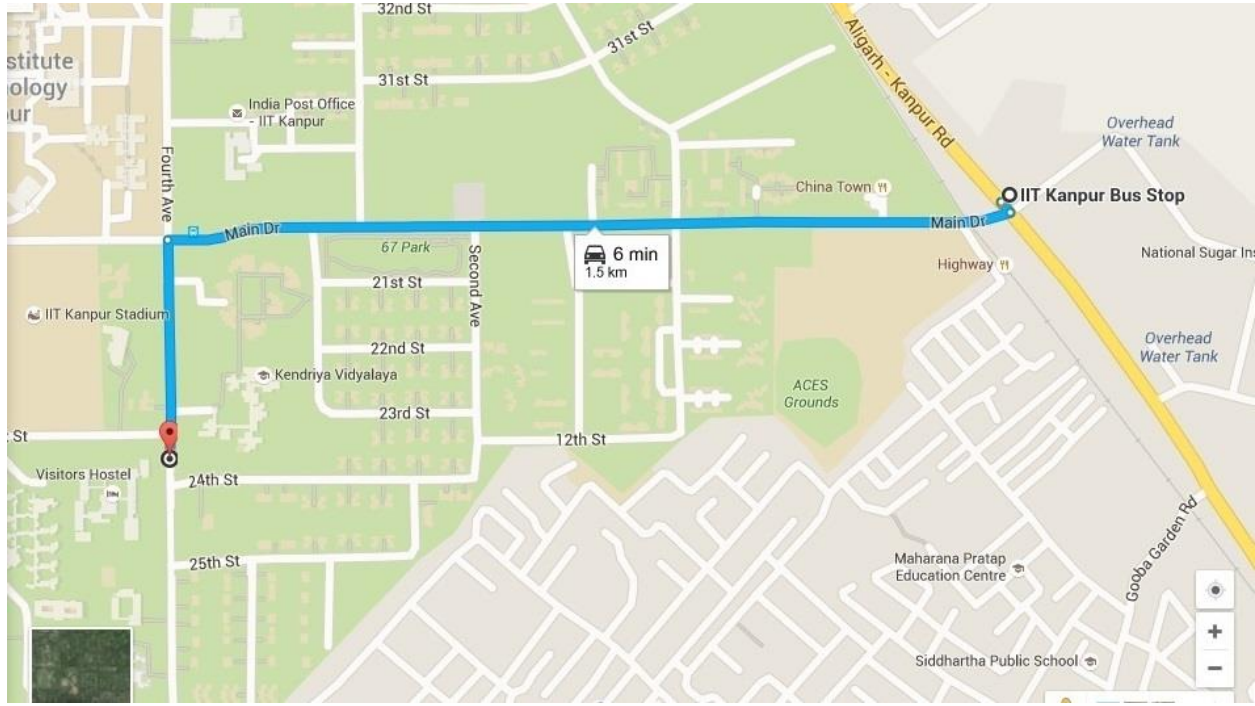 32nd St
31st St
stitute
ology
ur
31st St
Aligarh - Kanpur Rd
India Post Office
- IIT Kanpur
Overhead
Water Tank
Fourth Ave
China Town
IIT Kanpur Bus Stop
Main Dr
Main Dr
67 Park
Second Ave
6 min
1.5 km
National Sugar Ins
Highway
21st St
IIT Kanpur Stadium
22nd St
Overhead
Water Tank
Kendriya Vidyalaya
ACES
Grounds
23rd St
St
12th St
Visitors Hostel
24th St
Gooba Garden Rd
25th St
Maharana Pratap
Education Centre
+
Siddhartha Public School
−